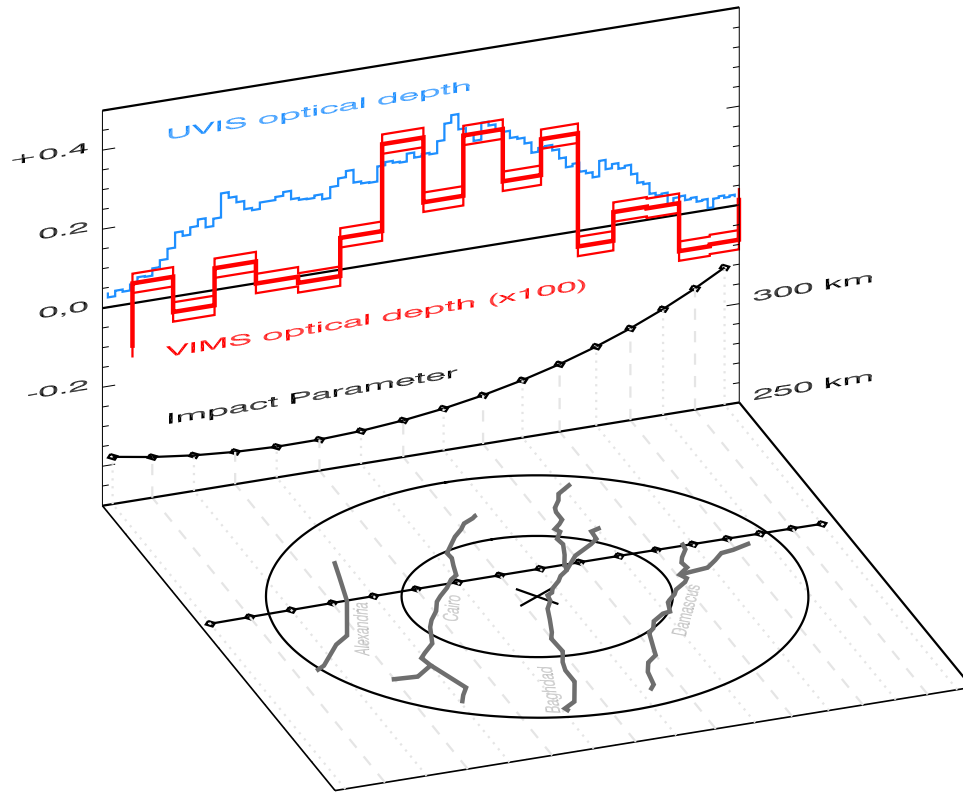 UVIS optical depth
+0.4
0.2
0,0
-0.2
VIMS optical depth (x100)
300 km
Impact Parameter
250 km
Alexandria
Cairo
Baghdad
Damascus